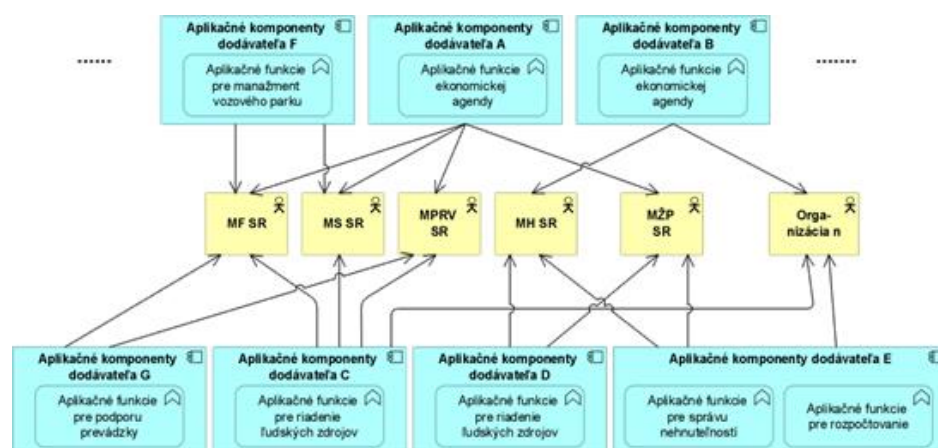 Aplikačné komponenty
dodávateľa F
Aplikačné funkcie
pre manažment
vozového parku
Aplikačné komponenty
dodávateľa A
Aplikačné funkcie
ekonomickej
agendy
Aplikačné komponenty
dodávateľa B
Aplikačné funkcie
ekonomickej
agendy
......
.......
MF SR
MS SR
MPRV
SR
MH SR
MŽP
SR
Orga-
nizácia n
Aplikačné komponenty
dodávateľa G
Aplikačné funkcie
pre podporu
prevádzky
Aplikačné komponenty
dodávateľa C
Aplikačné funkcie
pre riadenie
ľudských zdrojov
Aplikačné komponenty
dodávateľa D
Aplikačné funkcie
pre riadenie
ľudských zdrojov
Aplikačné komponenty dodávateľa E
Aplikačné funkcie
pre správu
nehnuteľností
Aplikačné funkcie
pre rozpočtovanie